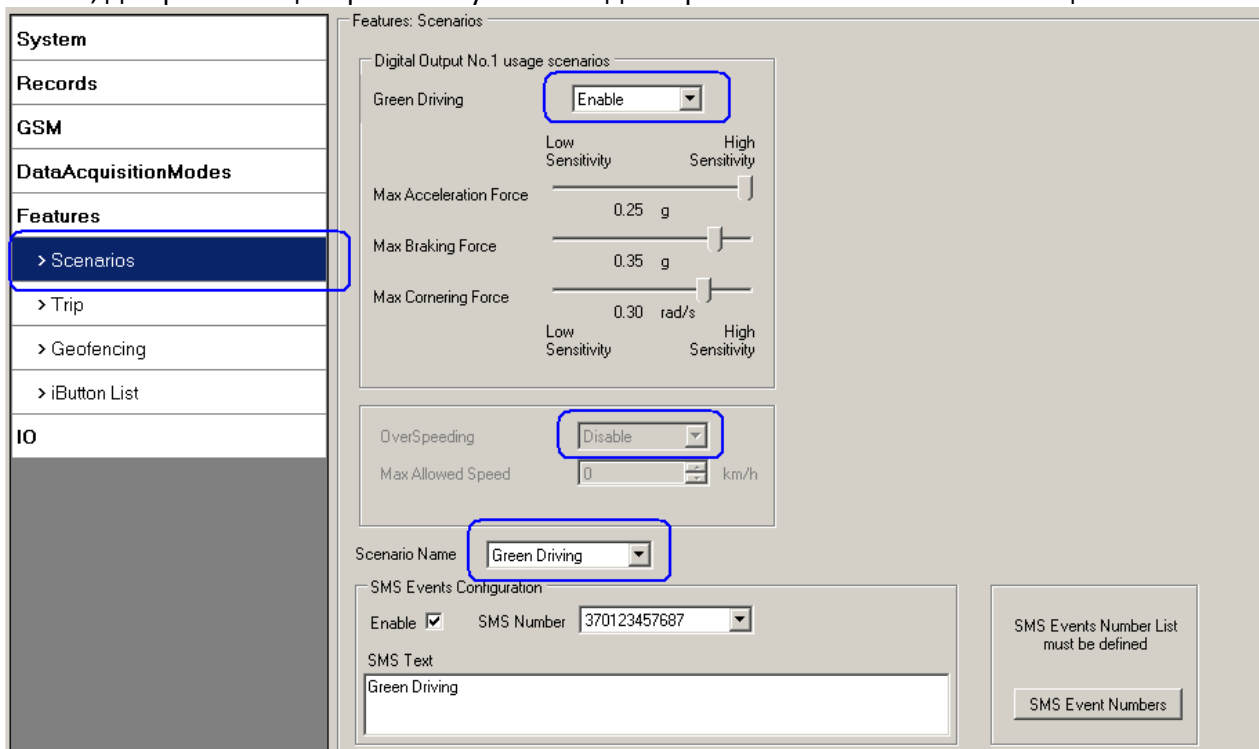 System
Records
GSM
DataAcquisitionModes
Features
> Scenarios
> Trip
> Geofencing
> iButton List
IO
Features: Scenarios
Digital Output No.1 usage scenarios
Green Driving Enable
Low High
Sensitivity Sensitivity
Max Acceleration Force
0.25 g
Max Braking Force
0.35 g
Max Cornering Force
0.30 rad/s
Low High
Sensitivity Sensitivity
OverSpeeding Disable
Max Allowed Speed 0 km/h
Scenario Name Green Driving
SMS Events Configuration
Enable SMS Number 370123457687
SMS Text
Green Driving
SMS Events Number List
must be defined
SMS Event Numbers